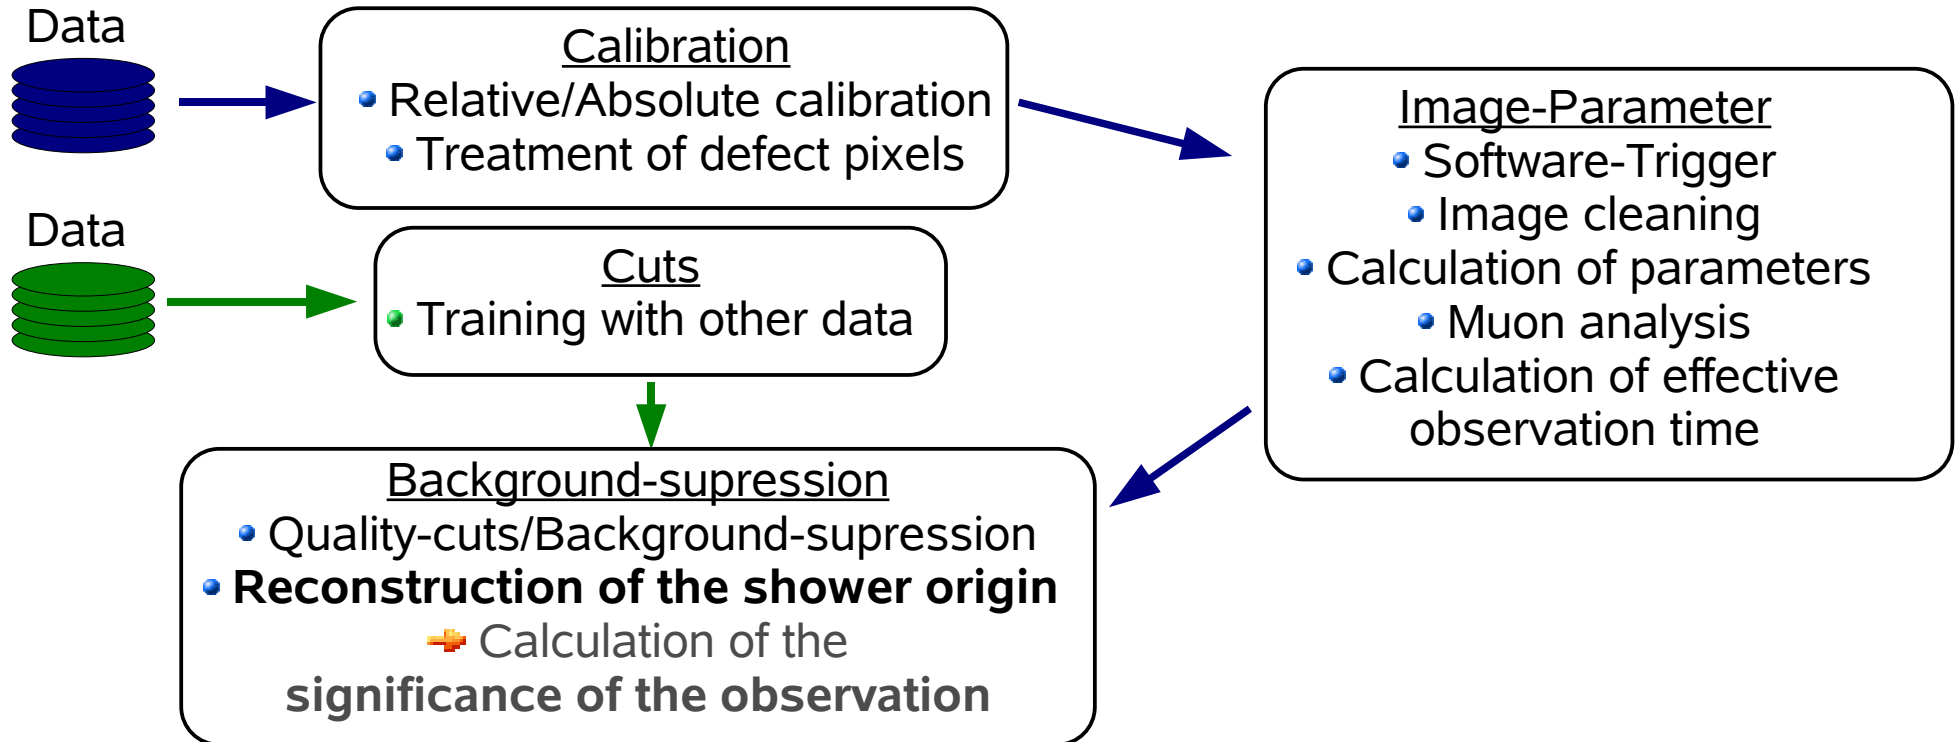 Data
Calibration
Relative/Absolute calibration
Treatment of defect pixels
Image-Parameter
Software-Trigger
Image cleaning
Calculation of parameters
Muon analysis
Calculation of effective
observation time
Data
Cuts
Training with other data
Background-supression
Quality-cuts/Background-supression
Reconstruction of the shower origin
Calculation of the
significance of the observation